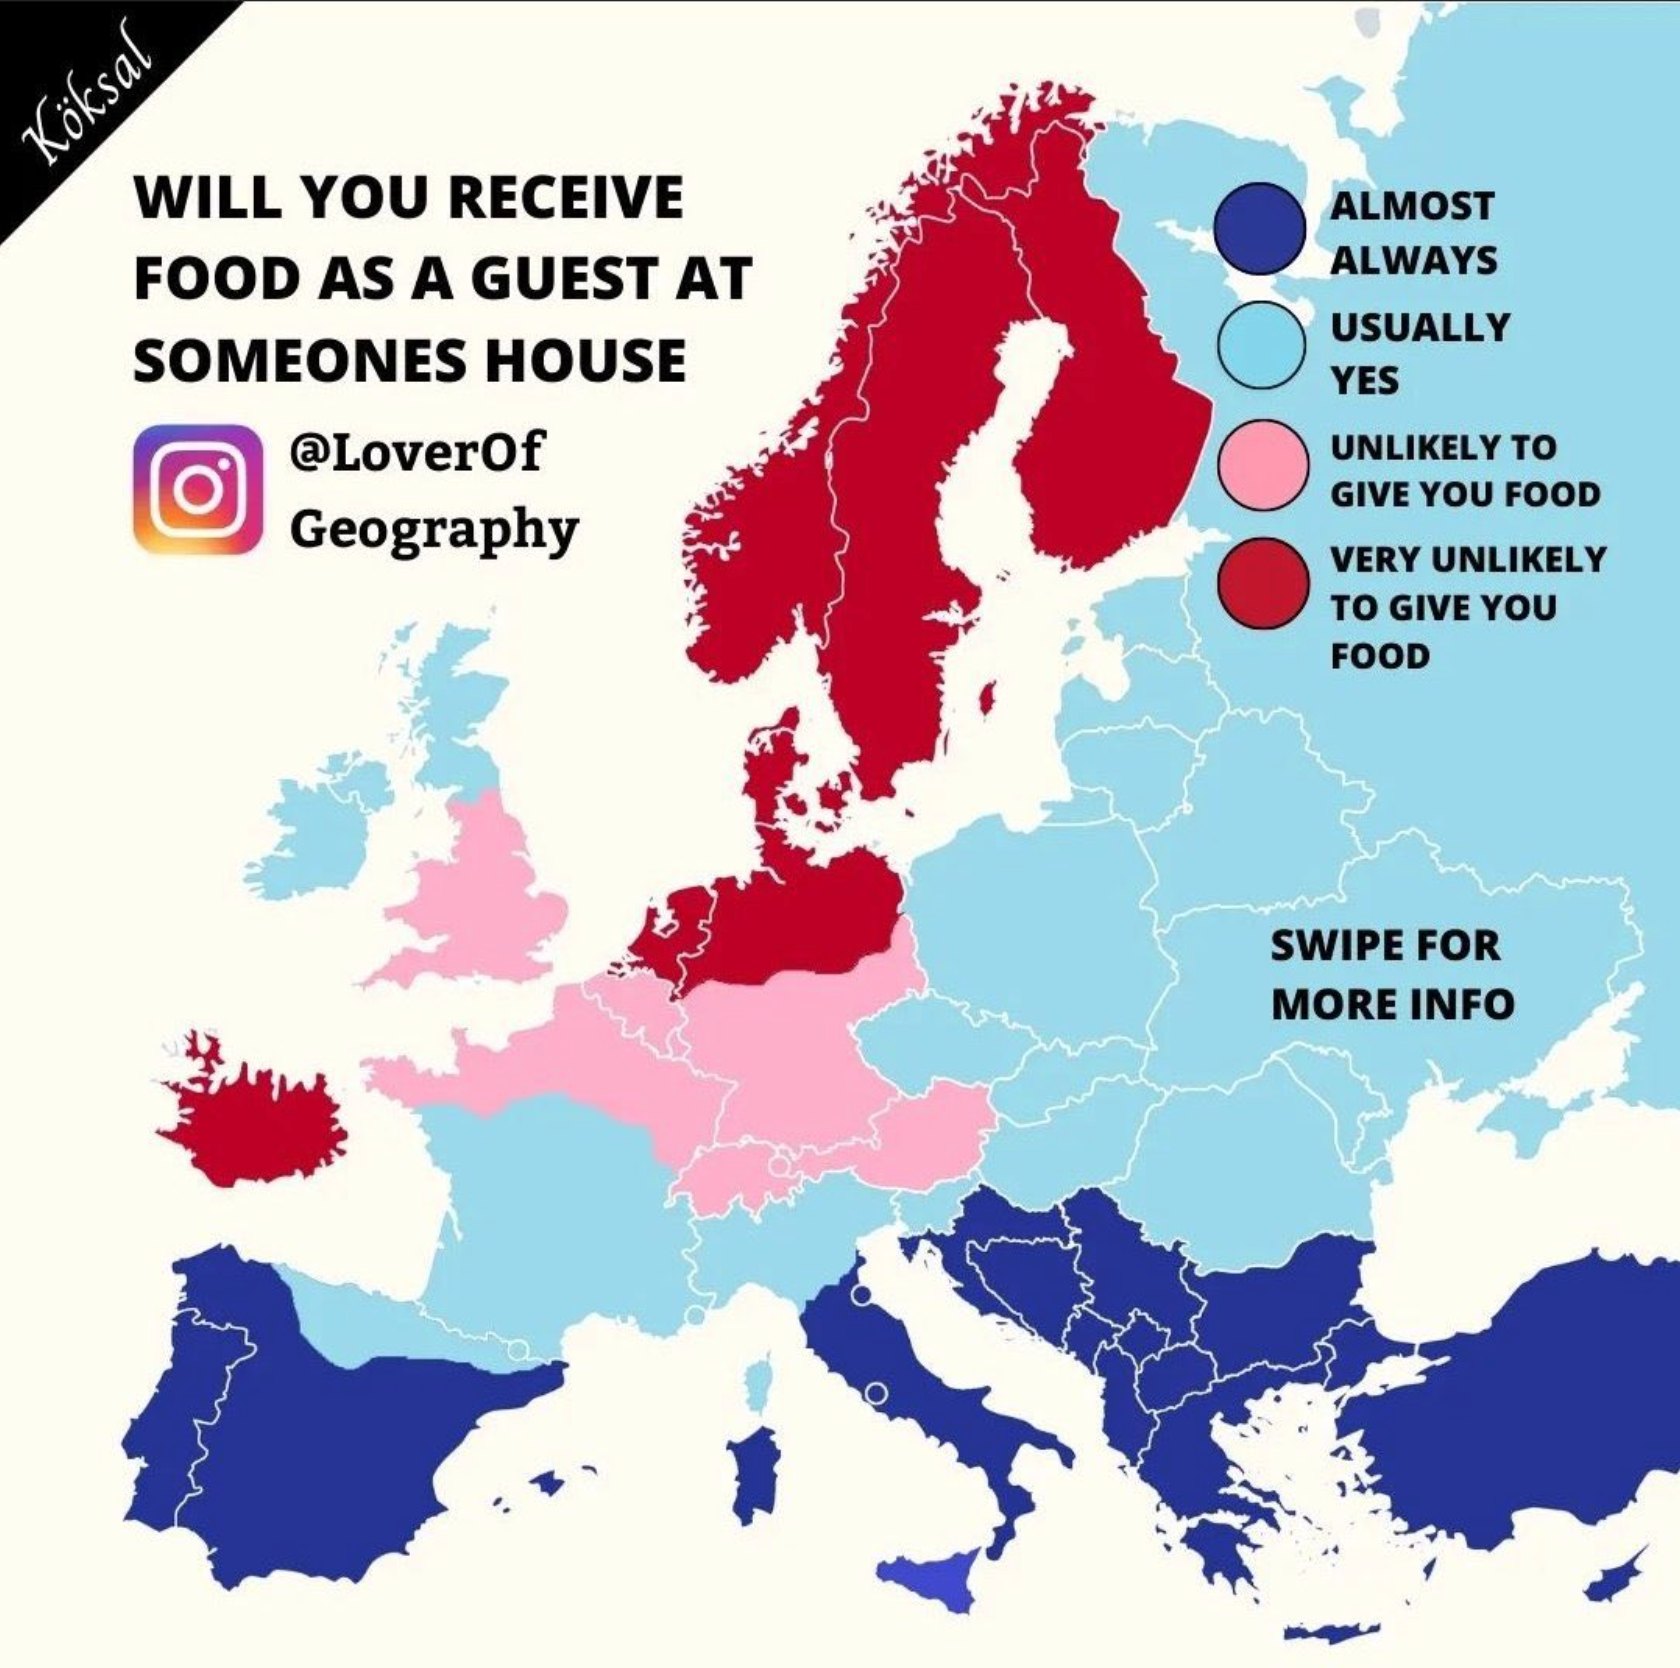 Köksal
WILL YOU RECEIVE
FOOD AS A GUEST AT
SOMEONES HOUSE
@LoverOf
Geography
ALMOST
ALWAYS
USUALLY
YES
UNLIKELY TO
GIVE YOU FOOD
VERY UNLIKELY
TO GIVE YOU
FOOD
SWIPE FOR
MORE INFO